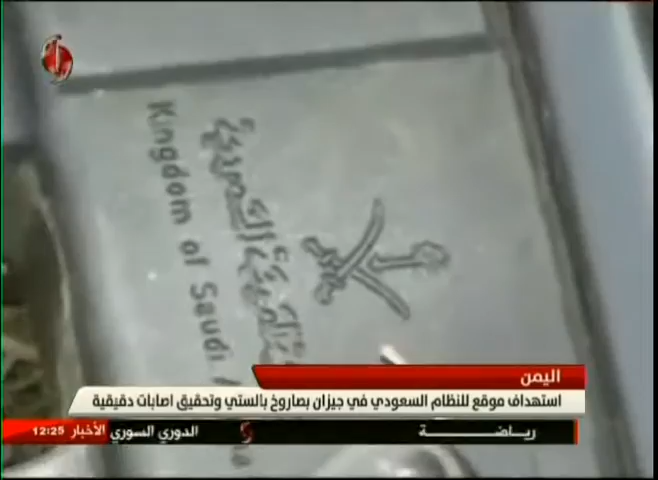 المملكة العربية السعودية
Kingdom of Saudi
اليمن
استهداف موقع للنظام السعودي في جيزان بصاروخ بالستي وتحقيق اصابات دقيقية
رياضة
الدوري السوري
الأخبار 12:25